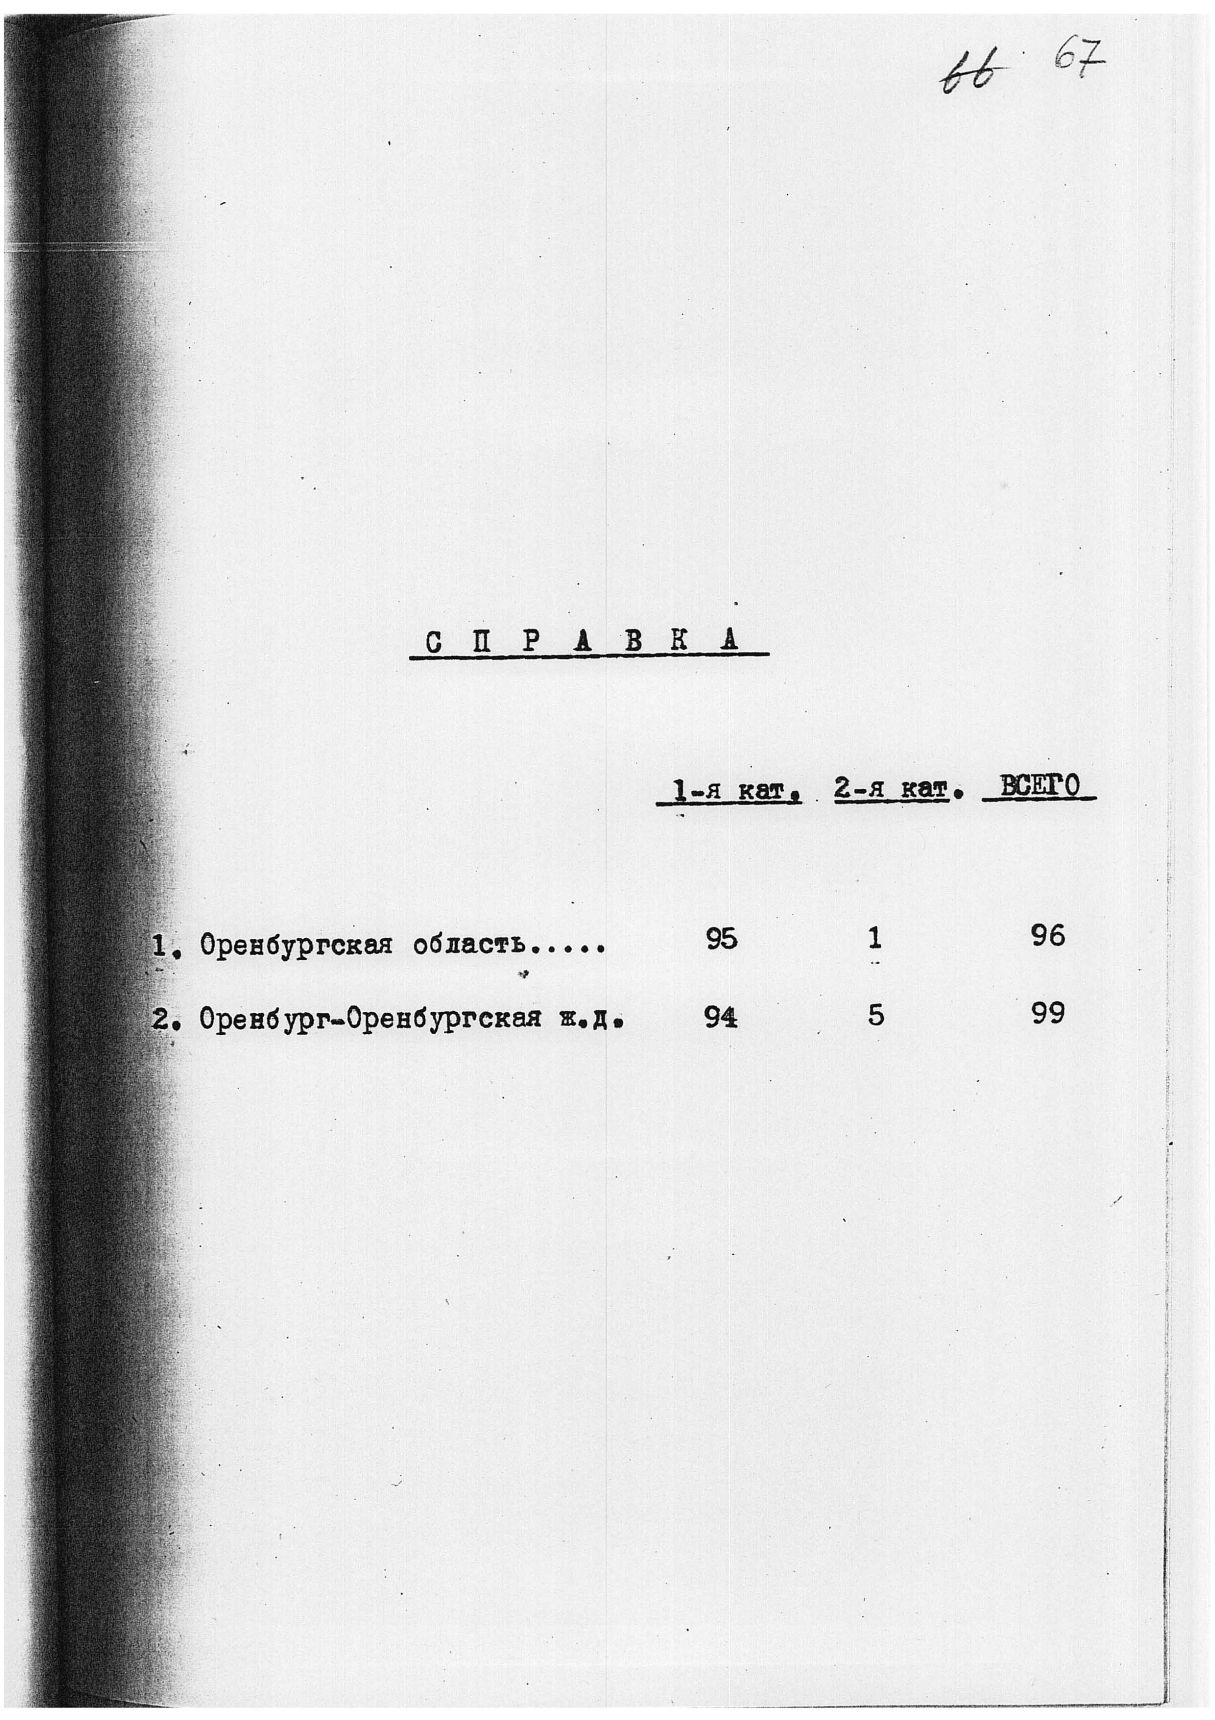 66 67
С П Р А В К А
1-я кат. 2-я кат. ВСЕГО
1. Оренбургская область..... 95 1 96
2. Оренбург-Оренбургская ж.д. 94 5 99